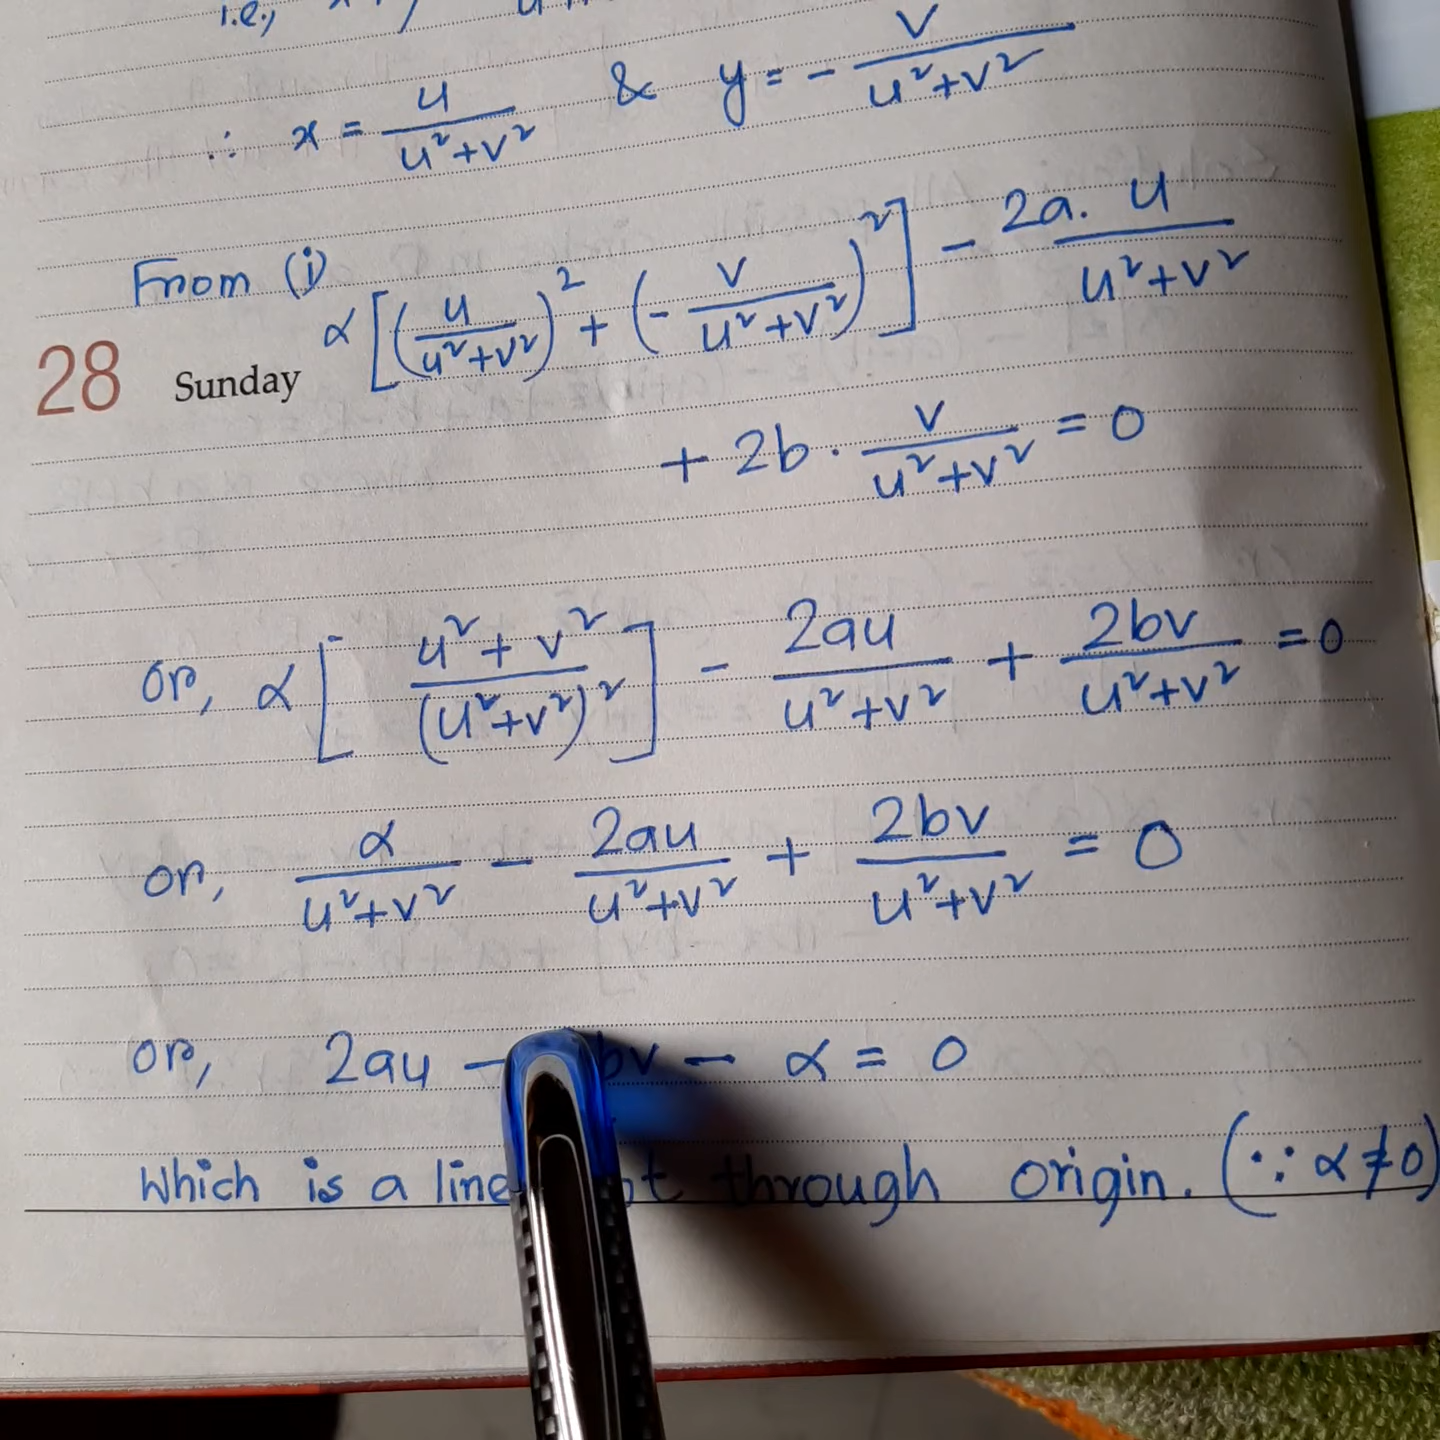 i.e.,
∴ x = u/(u²+v²) & y = - v/(u²+v²)
From (i)
α[(u/(u²+v²))² + (- v/(u²+v²))²] - 2a. u/(u²+v²)
28 Sunday
+ 2b · v/(u²+v²) = 0
or, α[(u²+v²)/(u²+v²)²] - 2au/(u²+v²) + 2bv/(u²+v²) = 0
or, α/(u²+v²) - 2au/(u²+v²) + 2bv/(u²+v²) = 0
or, 2au - bv - α = 0
Which is a line through origin. (∵ α ≠ 0)